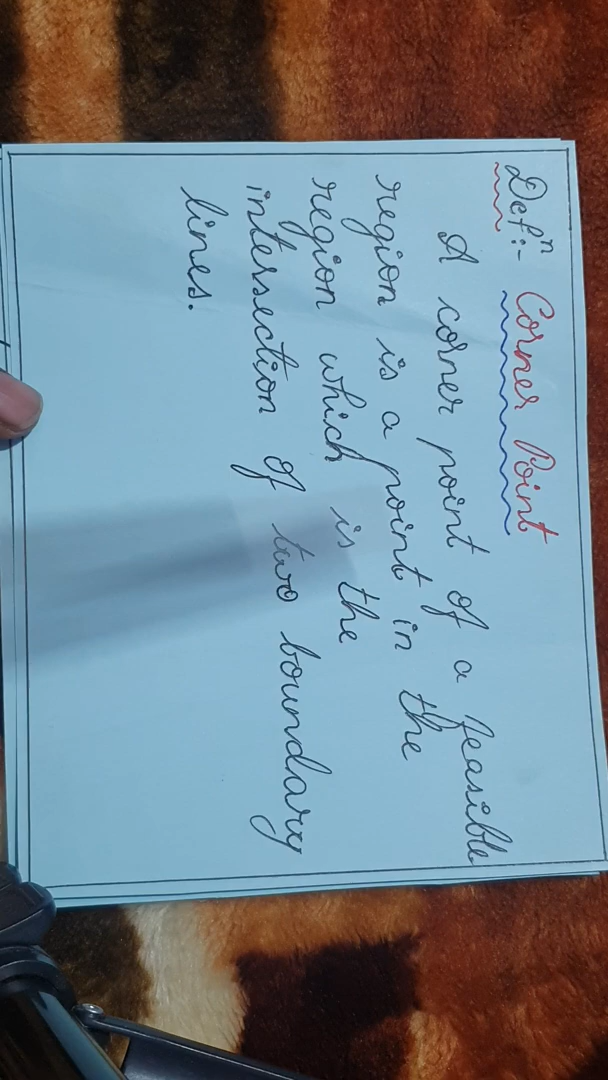 Defⁿ:- Corner Point
A corner point of a feasible
region is a point in the
region which is the
intersection of two boundary
lines.